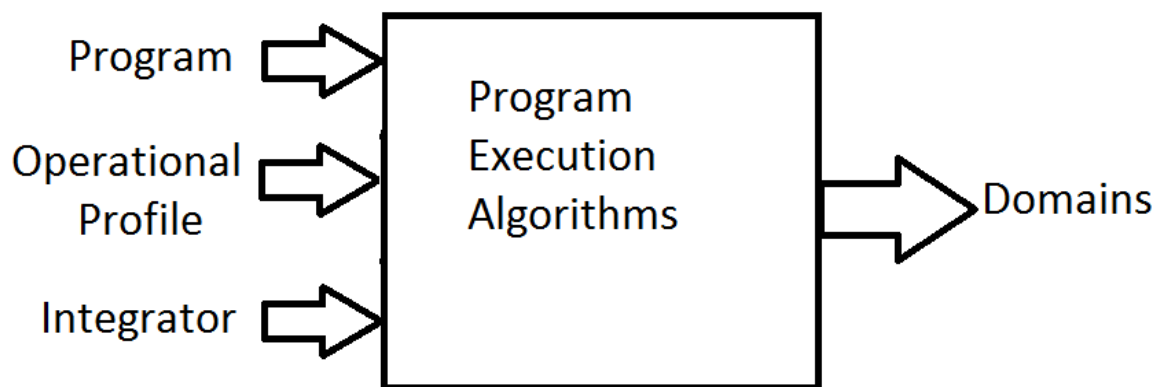 Program
Operational
Profile
Integrator
Program
Execution
Algorithms
Domains